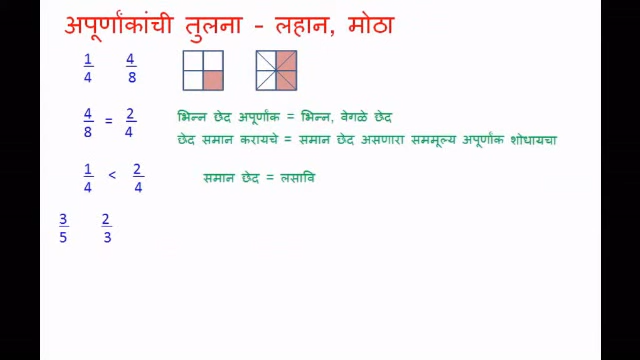 अपूर्णांकांची तुलना - लहान, मोठा
1/4 4/8
4/8 = 2/4 भिन्न छेद अपूर्णांक = भिन्न, वेगळे छेद
छेद समान करायचे = समान छेद असणारा सममूल्य अपूर्णांक शोधायचा
1/4 < 2/4 समान छेद = लसावि
3/5 2/3